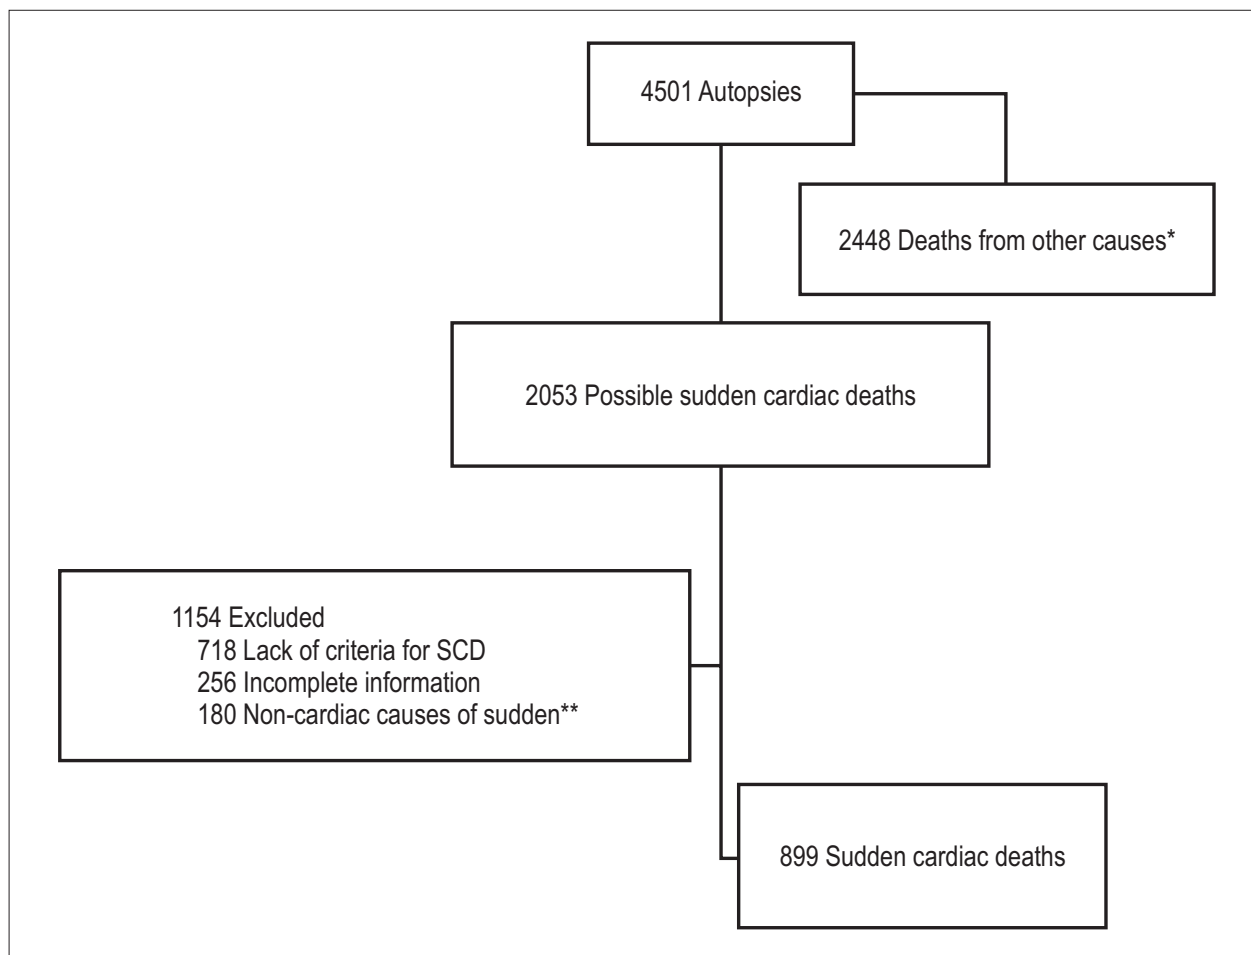 4501 Autopsies
2448 Deaths from other causes*
2053 Possible sudden cardiac deaths
1154 Excluded
718 Lack of criteria for SCD
256 Incomplete information
180 Non-cardiac causes of sudden**
899 Sudden cardiac deaths